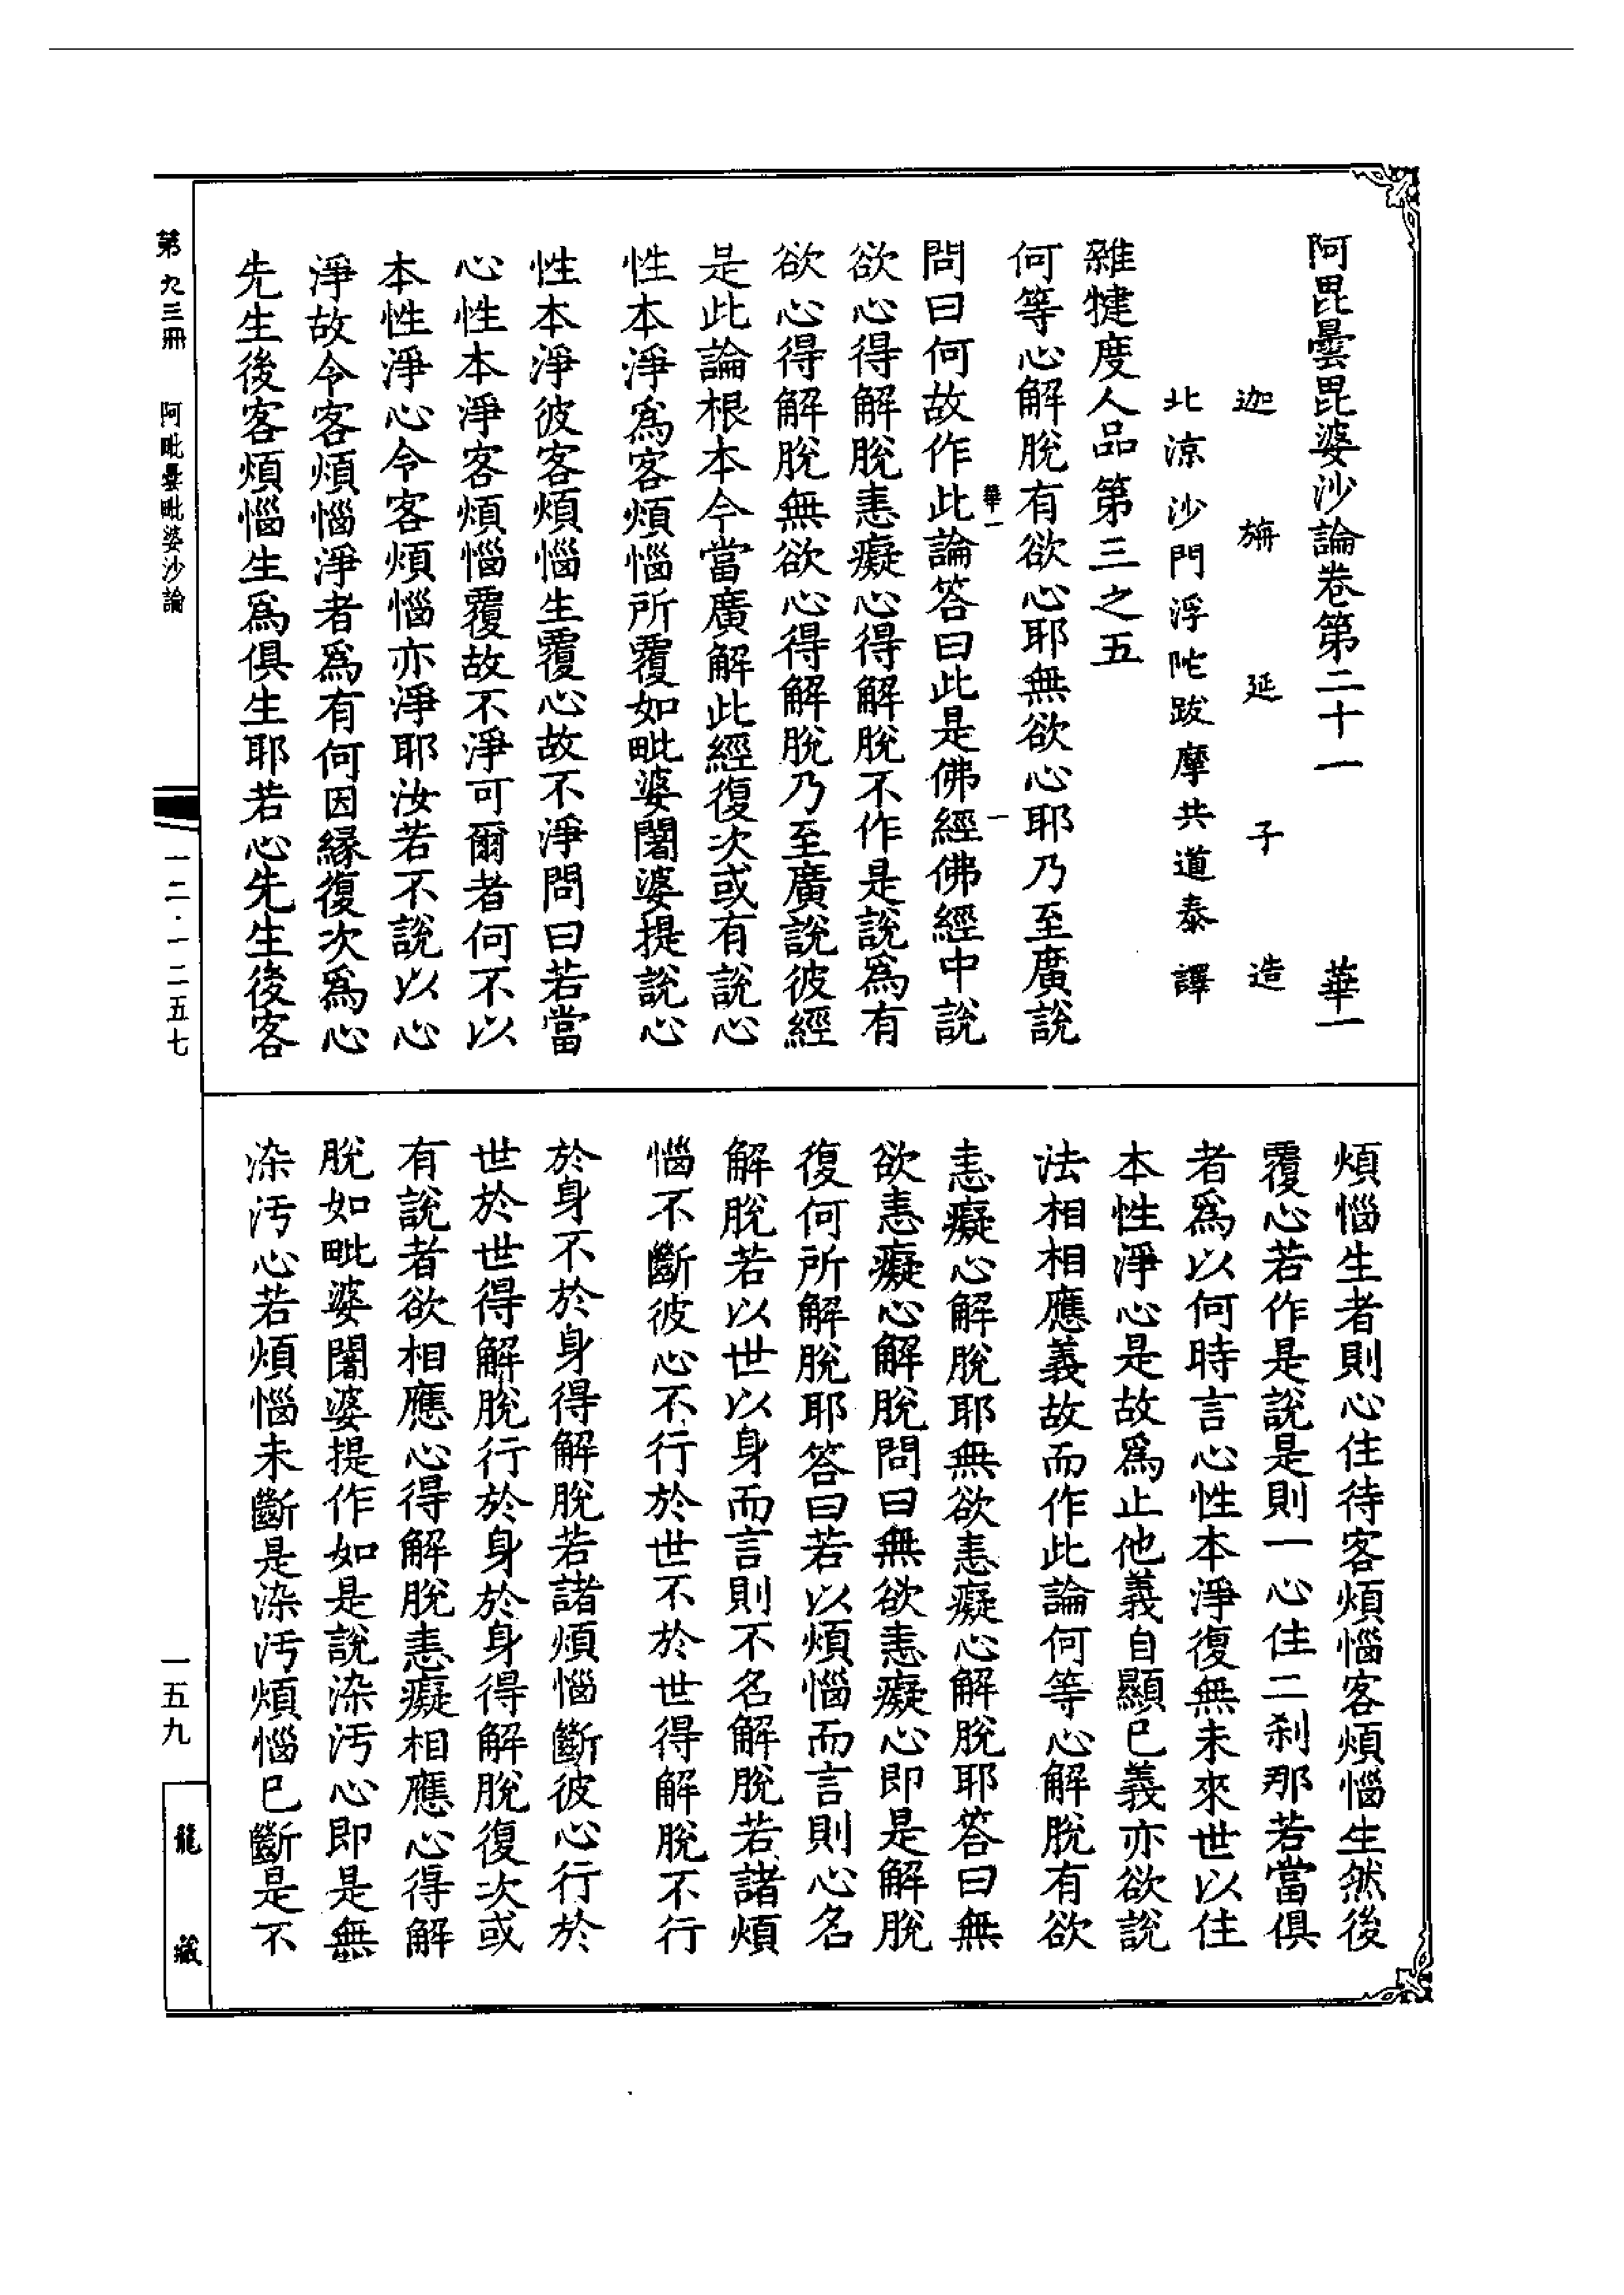 阿毘曇毘婆沙論卷第二十一 華一
迦旃延子造
北涼沙門浮陀跋摩共道泰譯
雜犍度人品第三之五
何等心解脫有欲心耶無欲心耶乃至廣說
華一 一
問曰何故作此論答曰此是佛經佛經中說
欲心得解脫恚癡心得解脫不作是說為有
欲心得解脫無欲心得解脫乃至廣說彼經
是此論根本今當廣解此經復次或有說心
性本淨為客煩惱所覆如毗婆闍婆提說心
性本淨彼客煩惱生覆心故不淨問曰若當
心性本淨客煩惱覆故不淨可爾者何不以
本性淨心令客煩惱亦淨耶汝若不說以心
淨故令客煩惱淨者為有何因緣復次為心
先生後客煩惱生為俱生耶若心先生後客
煩惱生者則心住待客煩惱客煩惱生然後
覆心若作是說是則一心住二刹那若當俱
者為以何時言心性本淨復無未來世以住
本性淨心是故為止他義自顯已義亦欲說
法相相應義故而作此論何等心解脫有欲
恚癡心解脫耶無欲恚癡心解脫耶答曰無
欲恚癡心解脫問曰無欲恚癡心即是解脫
復何所解脫耶答曰若以煩惱而言則心名
解脫若以世以身而言則不名解脫若諸煩
惱不斷彼心不行於世不於世得解脫不行
於身不於身得解脫若諸煩惱斷彼心行於
世於世得解脫行於身於身得解脫復次或
有說者欲相應心得解脫恚癡相應心得解
脫如毗婆闍婆提作如是說染污心即是無
染污心若煩惱未斷是染污煩惱已斷是不
第九三冊 阿毗曇毗婆沙論
一二·一二五七
一五九
龍藏